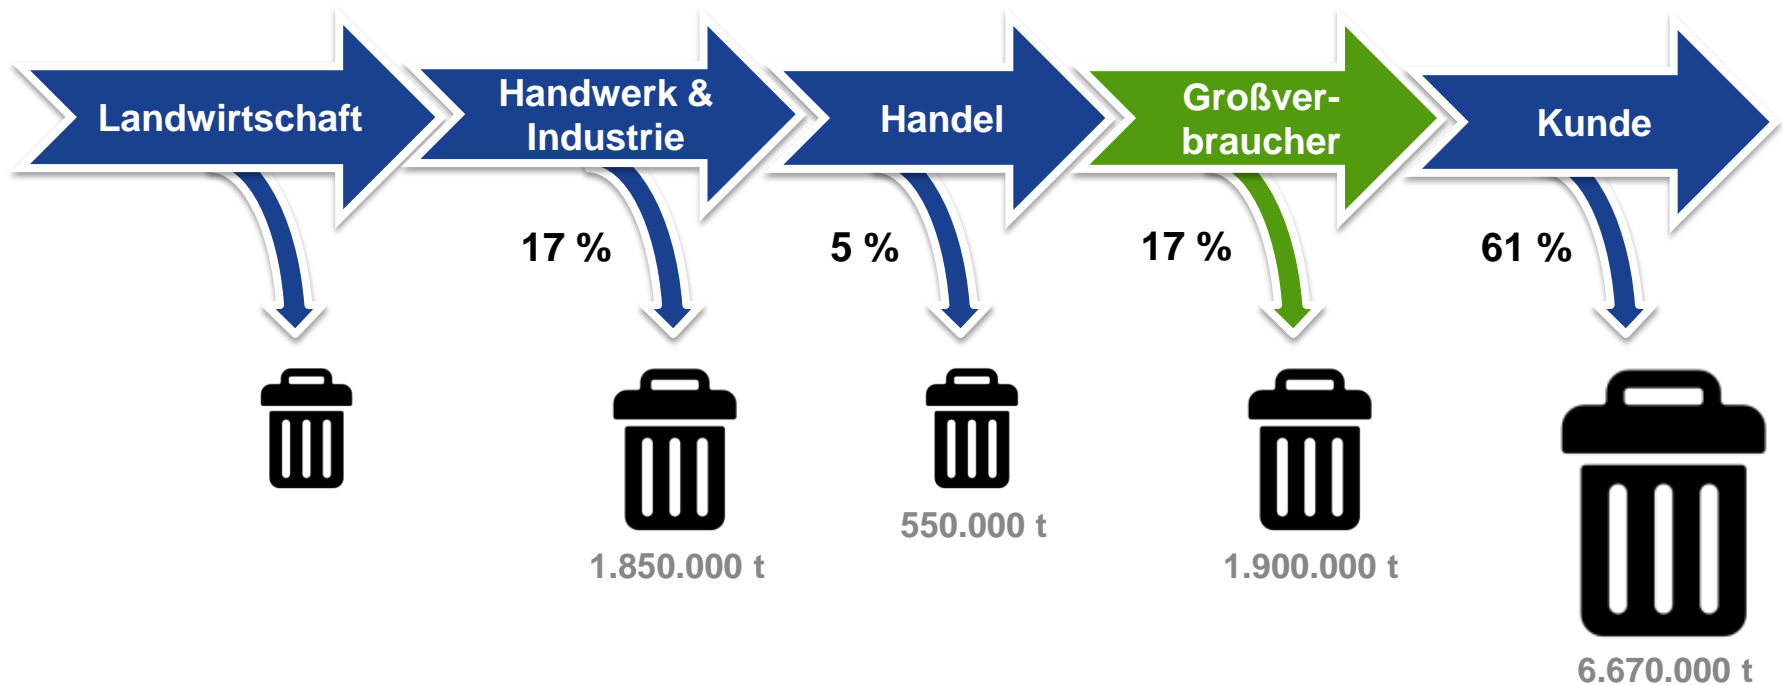 Landwirtschaft
Handwerk &
Industrie
Handel
Großver-
braucher
Kunde
17 %
5 %
17 %
61 %
1.850.000 t
550.000 t
1.900.000 t
6.670.000 t